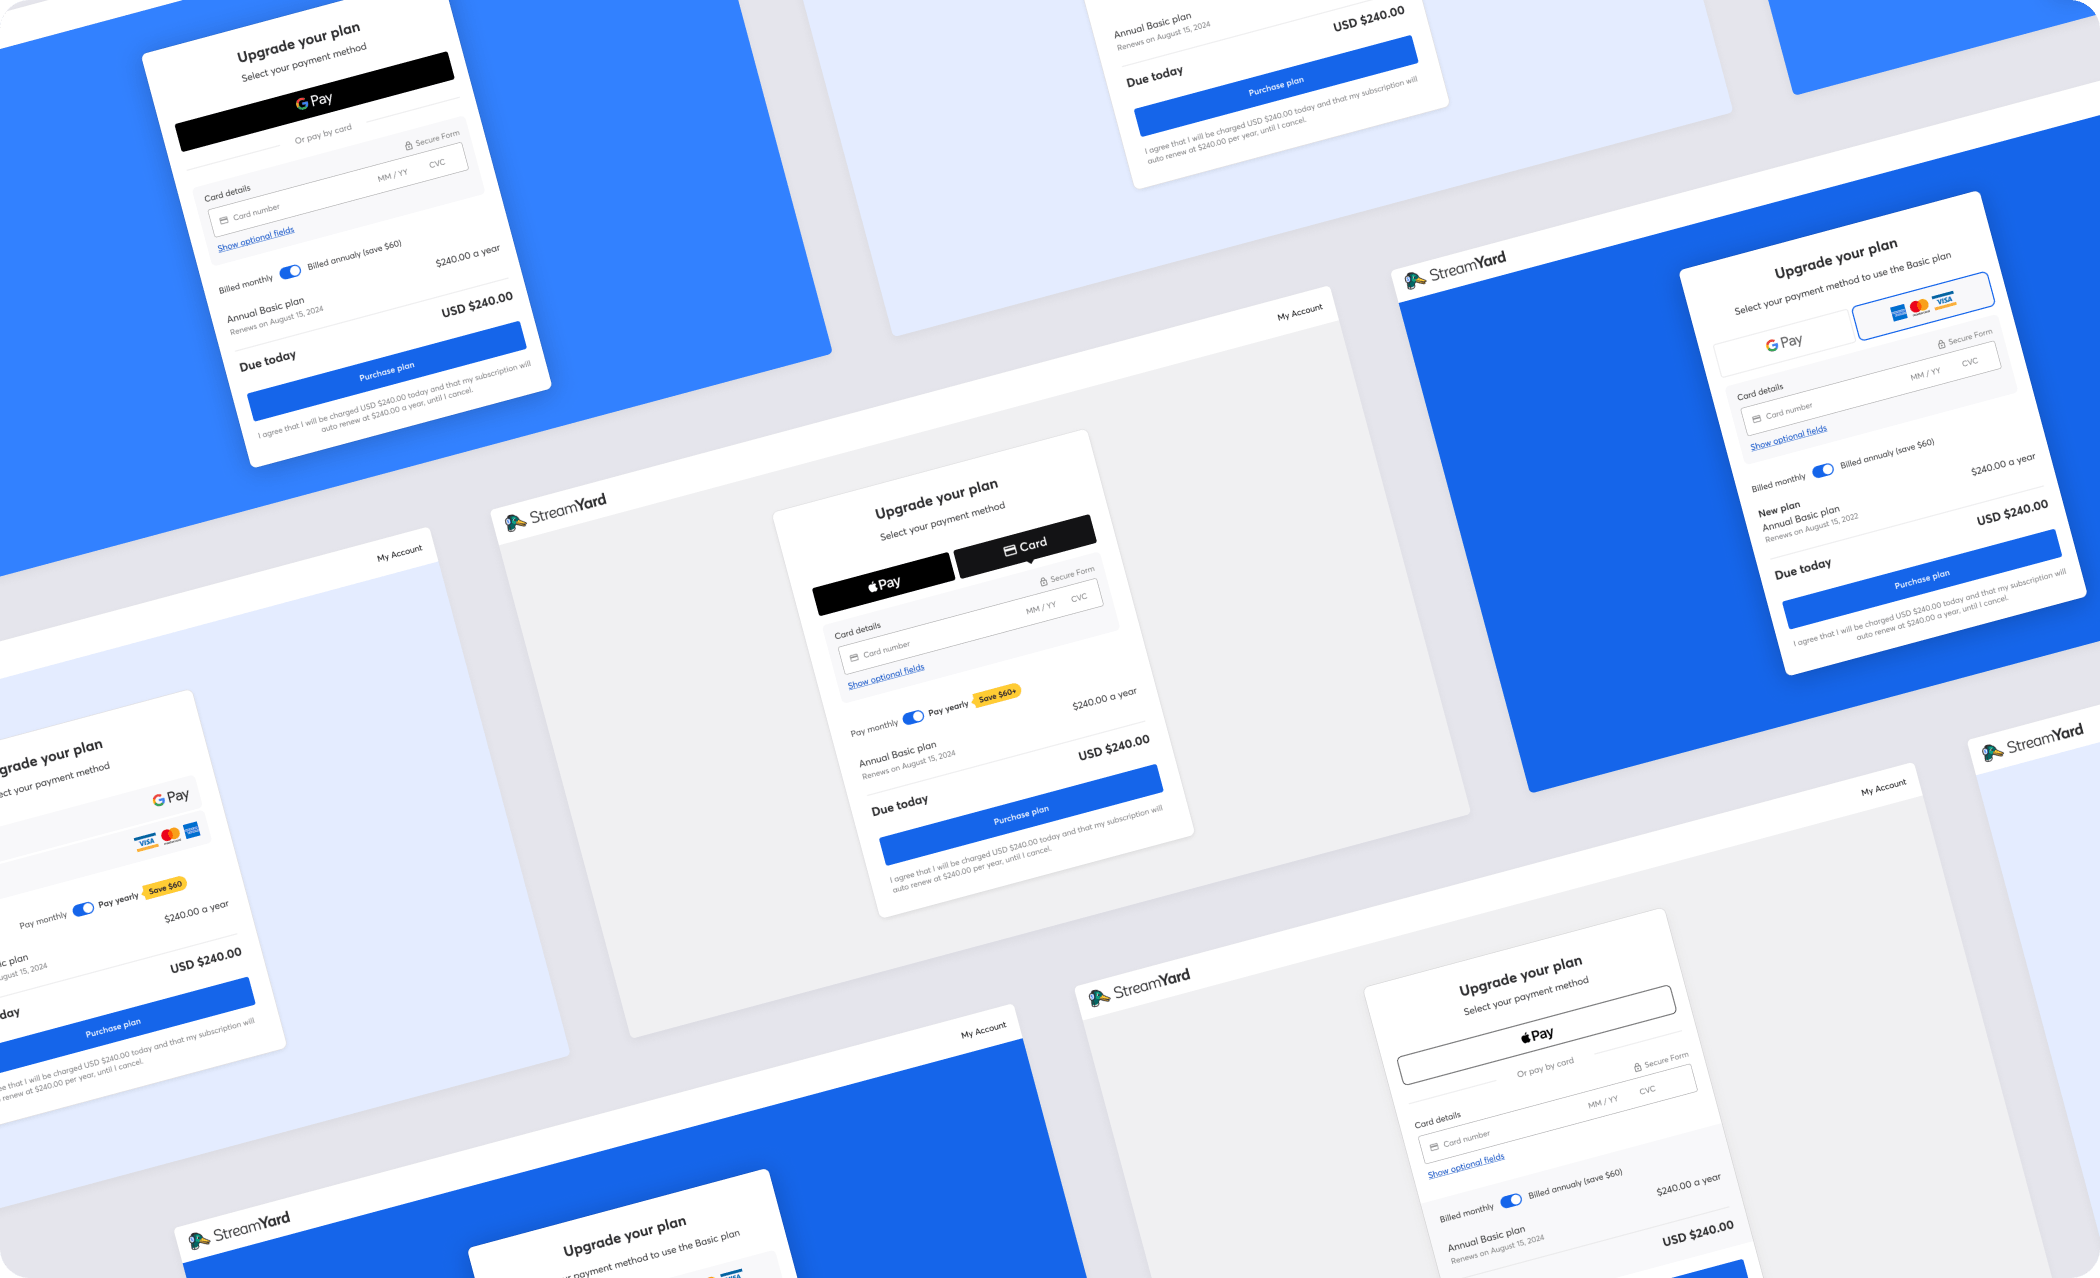 Upgrade your plan
Select your payment method
G Pay
Or pay by card
Secure Form
Card details
Card number MM / YY CVC
Show optional fields
Billed monthly Billed annualy (save $60)
$240.00 a year
Annual Basic plan
Renews on August 15, 2024
USD $240.00
Due today
Purchase plan
I agree that I will be charged USD $240.00 today and that my subscription will
auto renew at $240.00 a year, until I cancel.
Annual Basic plan
Renews on August 15, 2024
USD $240.00
Due today
Purchase plan
I agree that I will be charged USD $240.00 today and that my subscription will
auto renew at $240.00 per year, until I cancel.
StreamYard
Upgrade your plan
Select your payment method to use the Basic plan
G Pay
VISA
Secure Form
Card details
Card number MM / YY CVC
Show optional fields
Billed monthly Billed annualy (save $60)
$240.00 a year
New plan
Annual Basic plan
Renews on August 15, 2022
USD $240.00
Due today
Purchase plan
I agree that I will be charged USD $240.00 today and that my subscription will
auto renew at $240.00 a year, until I cancel.
StreamYard
My Account
Upgrade your plan
Select your payment method
Pay
Card
Secure Form
Card details
Card number MM / YY CVC
Show optional fields
Pay monthly Pay yearly Save $60+
$240.00 a year
Annual Basic plan
Renews on August 15, 2024
USD $240.00
Due today
Purchase plan
I agree that I will be charged USD $240.00 today and that my subscription will
auto renew at $240.00 per year, until I cancel.
My Account
grade your plan
ect your payment method
G Pay
VISA
Pay monthly Pay yearly Save $60
$240.00 a year
ic plan
ugust 15, 2024
USD $240.00
day
Purchase plan
ee that I will be charged USD $240.00 today and that my subscription will
renew at $240.00 per year, until I cancel.
StreamYard
My Account
Upgrade your plan
payment method to use the Basic plan
VISA
StreamYard
My Account
Upgrade your plan
Select your payment method
Pay
Or pay by card
Secure Form
Card details
Card number MM / YY CVC
Show optional fields
Billed monthly Billed annualy (save $60)
$240.00 a year
Annual Basic plan
Renews on August 15, 2024
USD $240.00
StreamYard